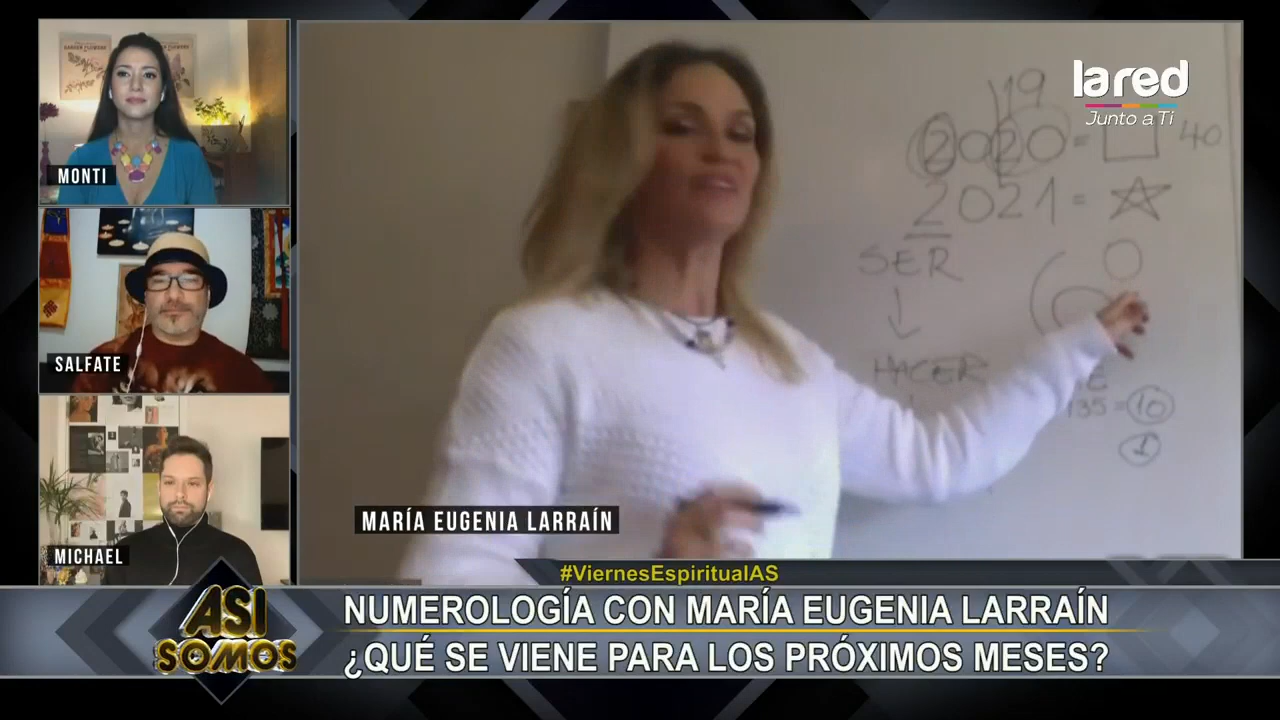 MONTI
SALFATE
MICHAEL
lared
Junto a Ti
19
2020 = 40
2021 =
SER
HACER
135 = 10
1
MARÍA EUGENIA LARRAÍN
#ViernesEspiritualAS
ASI SOMOS
NUMEROLOGÍA CON MARÍA EUGENIA LARRAÍN
¿QUÉ SE VIENE PARA LOS PRÓXIMOS MESES?